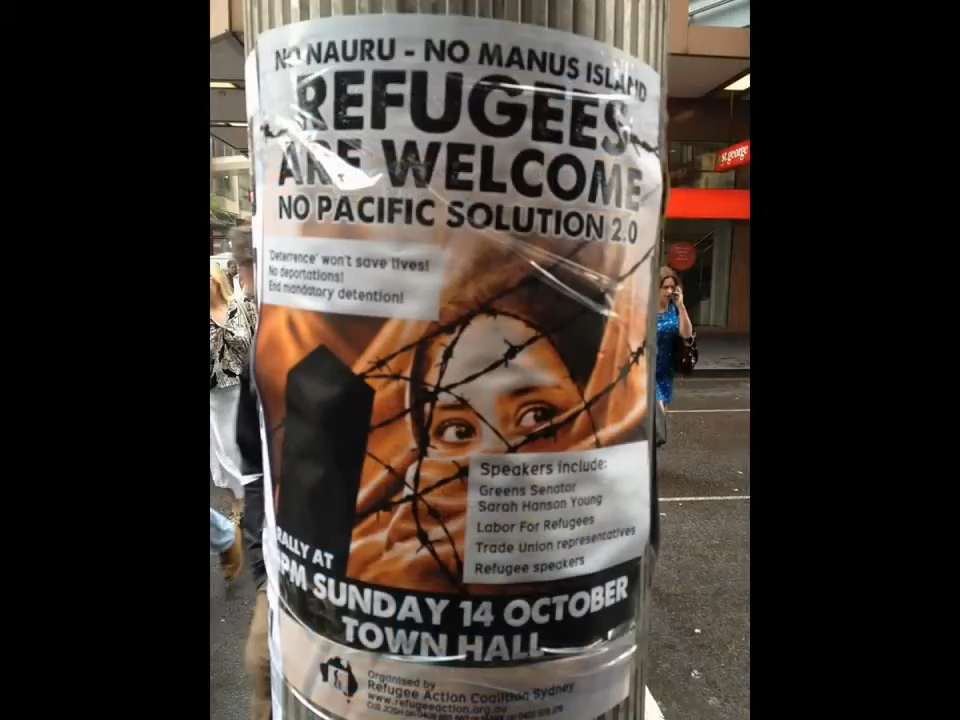 NO NAURU - NO MANUS ISLAND
REFUGEES
ARE WELCOME
NO PACIFIC SOLUTION 2.0
'Deterrence' won't save lives!
No deportations!
End mandatory detention!
Speakers include:
Greens Senator
Sarah Hanson Young
Labor For Refugees
Trade Union representatives
Refugee speakers
RALLY AT
PM SUNDAY 14 OCTOBER
TOWN HALL
Organised by
Refugee Action Coalition Sydney
www.refugeeaction.org.au
st.george